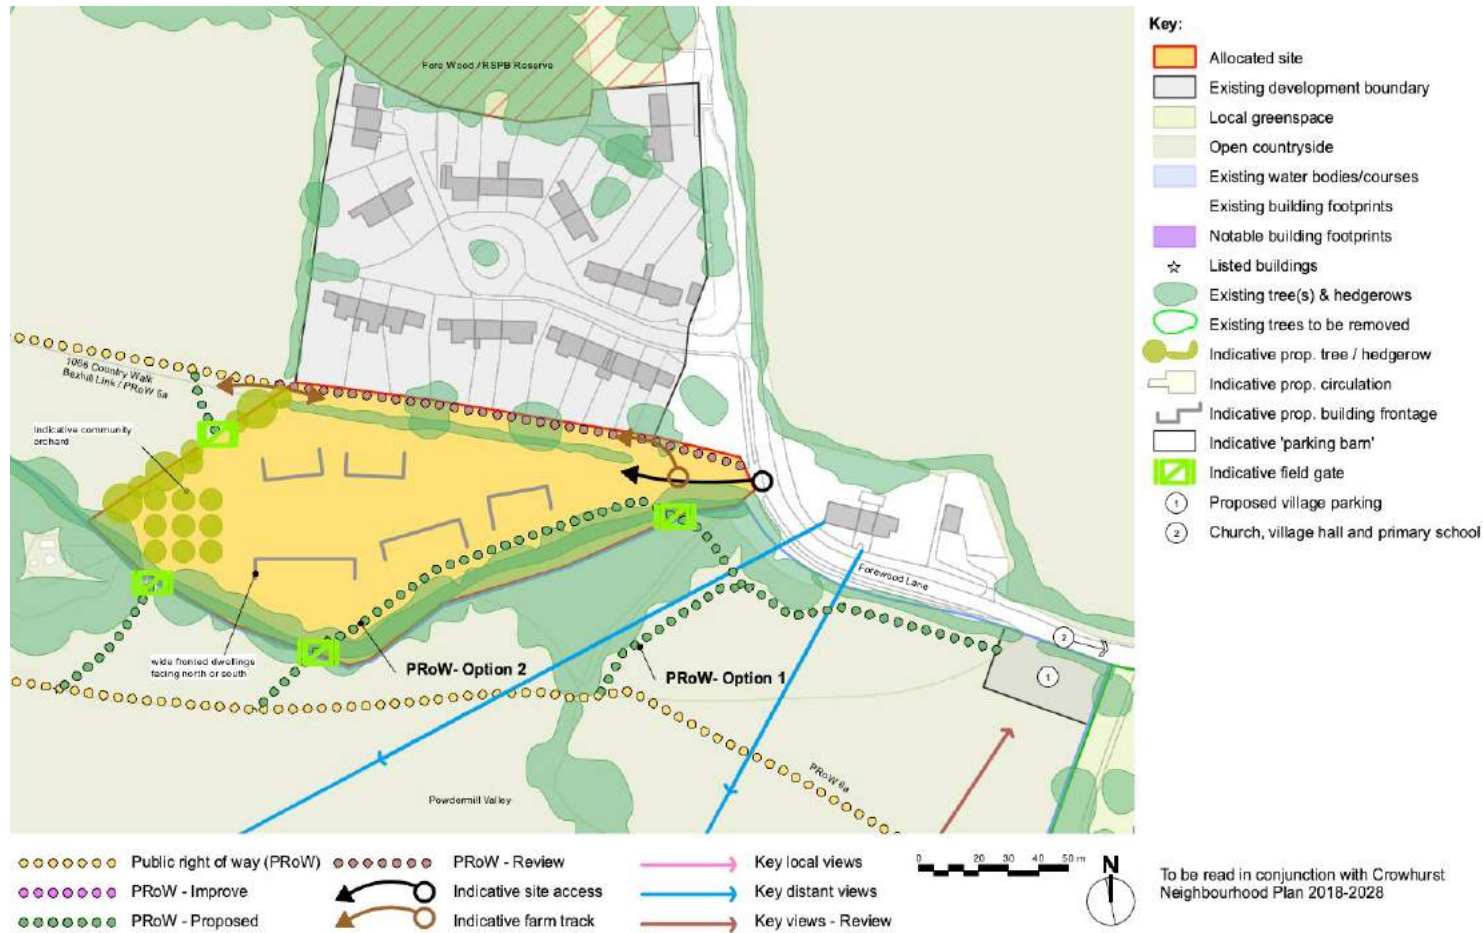 Fore Wood / RSPB Reserve
1066 Country Walk
Bexhill Link / PRoW 6a
Indicative community
orchard
wide fronted dwellings
facing north or south
PRoW- Option 2
PRoW- Option 1
Forewood Lane
2
1
PRoW 6a
Powdermill Valley
Key:
Allocated site
Existing development boundary
Local greenspace
Open countryside
Existing water bodies/courses
Existing building footprints
Notable building footprints
Listed buildings
Existing tree(s) & hedgerows
Existing trees to be removed
Indicative prop. tree / hedgerow
Indicative prop. circulation
Indicative prop. building frontage
Indicative 'parking barn'
Indicative field gate
1 Proposed village parking
2 Church, village hall and primary school
Public right of way (PRoW)
PRoW - Improve
PRoW - Proposed
PRoW - Review
Indicative site access
Indicative farm track
Key local views
Key distant views
Key views - Review
0 20 30 40 50 m
N
To be read in conjunction with Crowhurst
Neighbourhood Plan 2018-2028